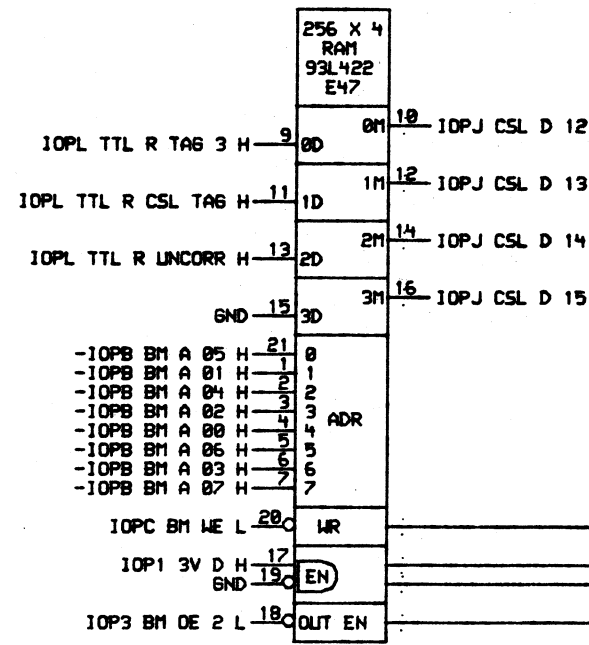 256 X 4
RAM
93L422
E47
0M 10 IOPJ CSL D 12
IOPL TTL R TAG 3 H 9 0D
1M 12 IOPJ CSL D 13
IOPL TTL R CSL TAG H 11 1D
2M 14 IOPJ CSL D 14
IOPL TTL R UNCORR H 13 2D
3M 16 IOPJ CSL D 15
GND 15 3D
-IOPB BM A 05 H 21 0
-IOPB BM A 01 H 1 1
-IOPB BM A 04 H 2 2
-IOPB BM A 02 H 3 3 ADR
-IOPB BM A 00 H 4 4
-IOPB BM A 06 H 5 5
-IOPB BM A 03 H 6 6
-IOPB BM A 07 H 7 7
IOPC BM WE L 20 WR
IOP1 3V D H 17
GND 19 EN
IOP3 BM OE 2 L 18 OUT EN